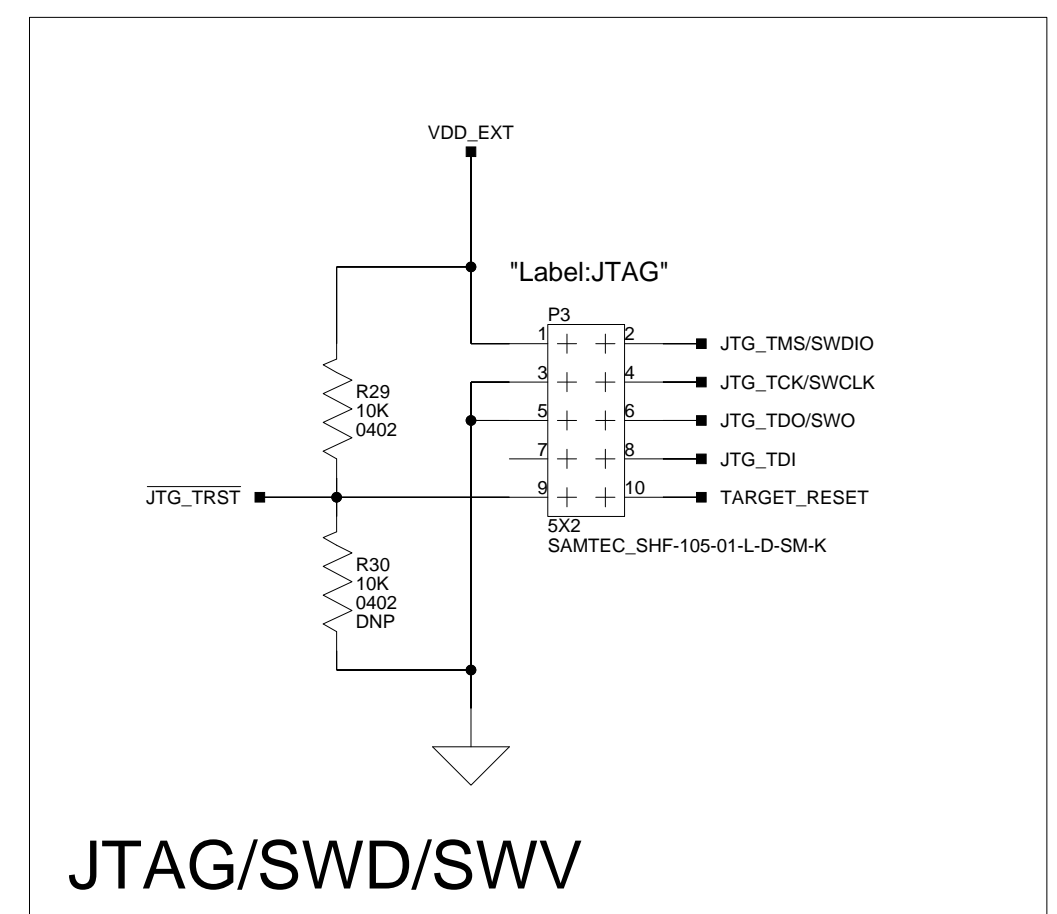 VDD_EXT
"Label:JTAG"
P3
1 2 JTG_TMS/SWDIO
3 4 JTG_TCK/SWCLK
R29
10K
0402
5 6 JTG_TDO/SWO
7 8 JTG_TDI
JTG_TRST 9 10 TARGET_RESET
5X2
SAMTEC_SHF-105-01-L-D-SM-K
R30
10K
0402
DNP
JTAG/SWD/SWV